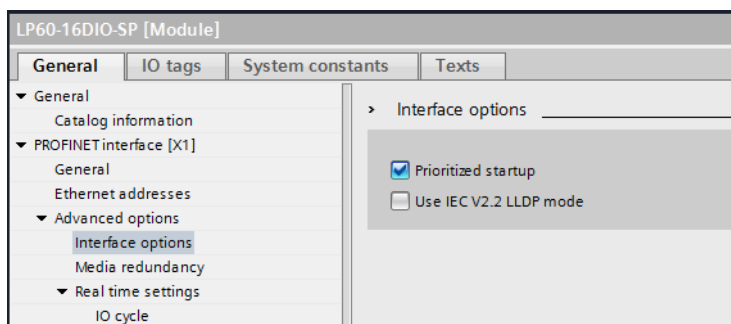 LP60-16DIO-SP [Module]
General IO tags System constants Texts
General
Catalog information
PROFINET interface [X1]
General
Ethernet addresses
Advanced options
Interface options
Media redundancy
Real time settings
IO cycle
Interface options
Prioritized startup
Use IEC V2.2 LLDP mode